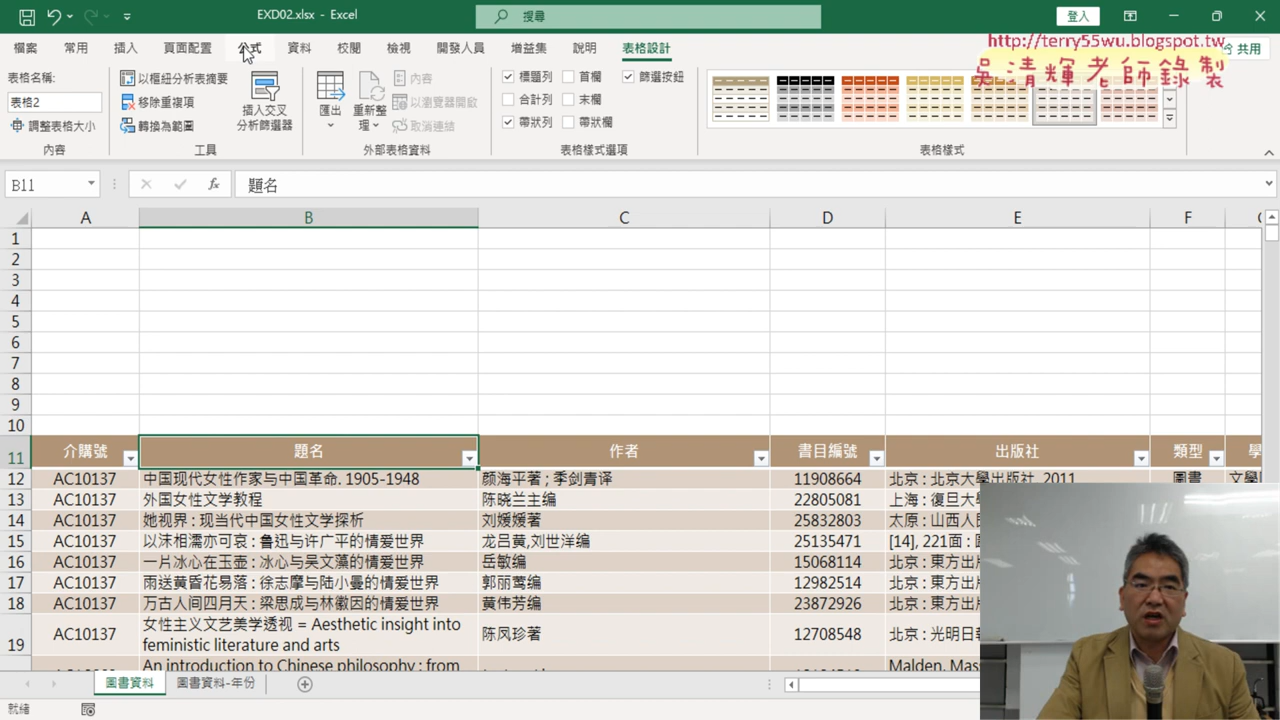 EXD02.xlsx - Excel
搜尋
登入
檔案 常用 插入 頁面配置 公式 資料 校閱 檢視 開發人員 增益集 說明 表格設計 共用
http://terry55wu.blogspot.tw
吳清輝老師錄製
表格名稱:
表格2
調整表格大小
內容
以樞紐分析表摘要
移除重複項
轉換為範圍
插入交叉
分析篩選器
工具
匯出
重新整
理
內容
以瀏覽器開啟
取消連結
外部表格資料
標題列 首欄 篩選按鈕
合計列 末欄
帶狀列 帶狀欄
表格樣式選項
表格樣式
B11
fx
題名
A B C D E F
1
2
3
4
5
6
7
8
9
10
11 介購號 題名 作者 書目編號 出版社 類型
12 AC10137 中国现代女性作家与中国革命. 1905-1948 颜海平著 ; 季剑青译 11908664 北京 : 北京大學出版社, 2011 圖書
13 AC10137 外国女性文学教程 陈晓兰主编 22805081 上海 : 復旦大
14 AC10137 她视界 : 现当代中国女性文学探析 刘媛媛著 25832803 太原 : 山西人
15 AC10137 以沫相濡亦可哀 : 鲁迅与许广平的情爱世界 龙吕黄,刘世洋编 25135471 [14], 221面 :
16 AC10137 一片冰心在玉壶 : 冰心与吴文藻的情爱世界 岳敏编 15068114 北京 : 東方出版
17 AC10137 雨送黄昏花易落 : 徐志摩与陆小曼的情爱世界 郭丽莺编 12982514 北京 : 東方出版
18 AC10137 万古人间四月天 : 梁思成与林徽因的情爱世界 黄伟芳编 23872926 北京 : 東方出版
19 AC10137 女性主义文艺美学透视 = Aesthetic insight into
feministic literature and arts 陈凤珍著 12708548 北京 : 光明日
An introduction to Chinese philosophy : from
Malden, Mass
圖書資料 圖書資料-年份
就緒